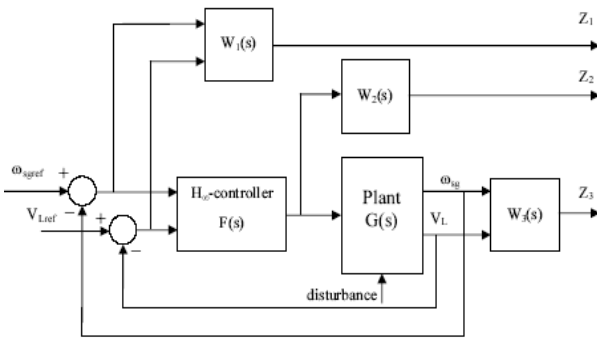 Z₁
W₁(s)
Z₂
W₂(s)
ωsgref
+
−
VLref
+
−
H∞-controller
F(s)
Plant
G(s)
ωsg
VL
W₃(s)
Z₃
disturbance